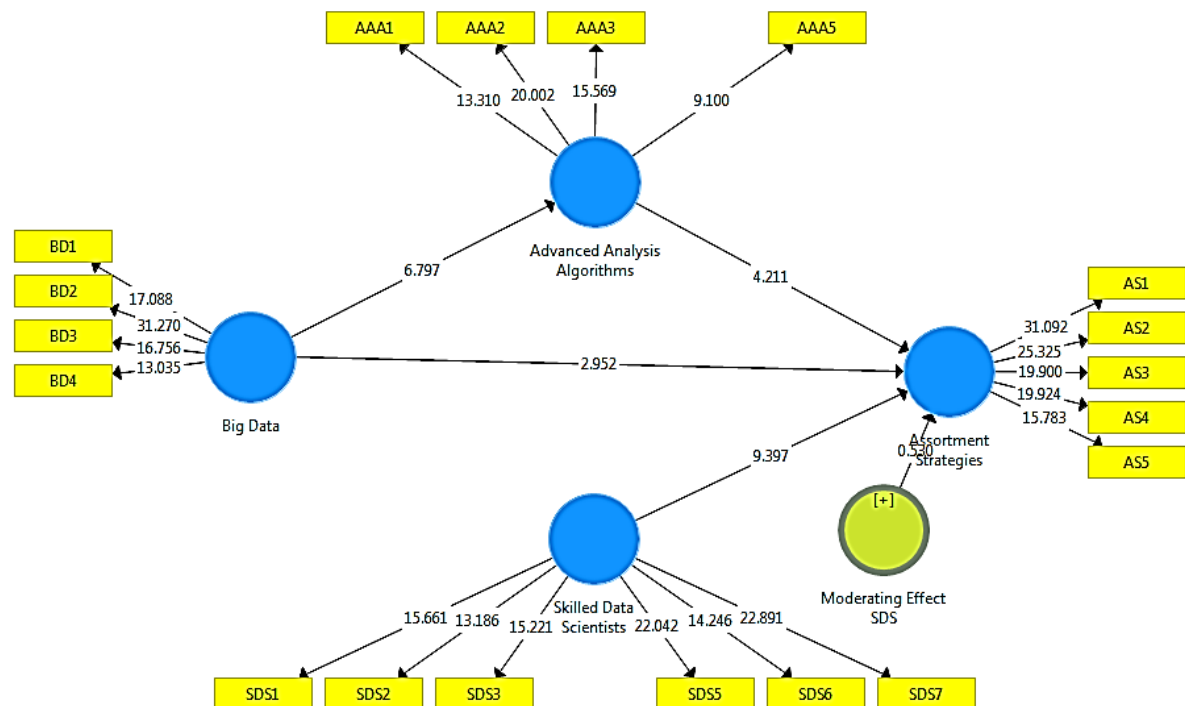 AAA1
AAA2
AAA3
AAA5
13.310
20.002
15.569
9.100
Advanced Analysis
Algorithms
BD1
BD2
BD3
BD4
17.088
31.270
16.756
13.035
Big Data
6.797
4.211
2.952
9.397
0.530
AS1
AS2
AS3
AS4
AS5
31.092
25.325
19.900
19.924
15.783
Assortment
Strategies
[+]
Moderating Effect
SDS
Skilled Data
Scientists
15.661
13.186
15.221
22.042
14.246
22.891
SDS1
SDS2
SDS3
SDS5
SDS6
SDS7